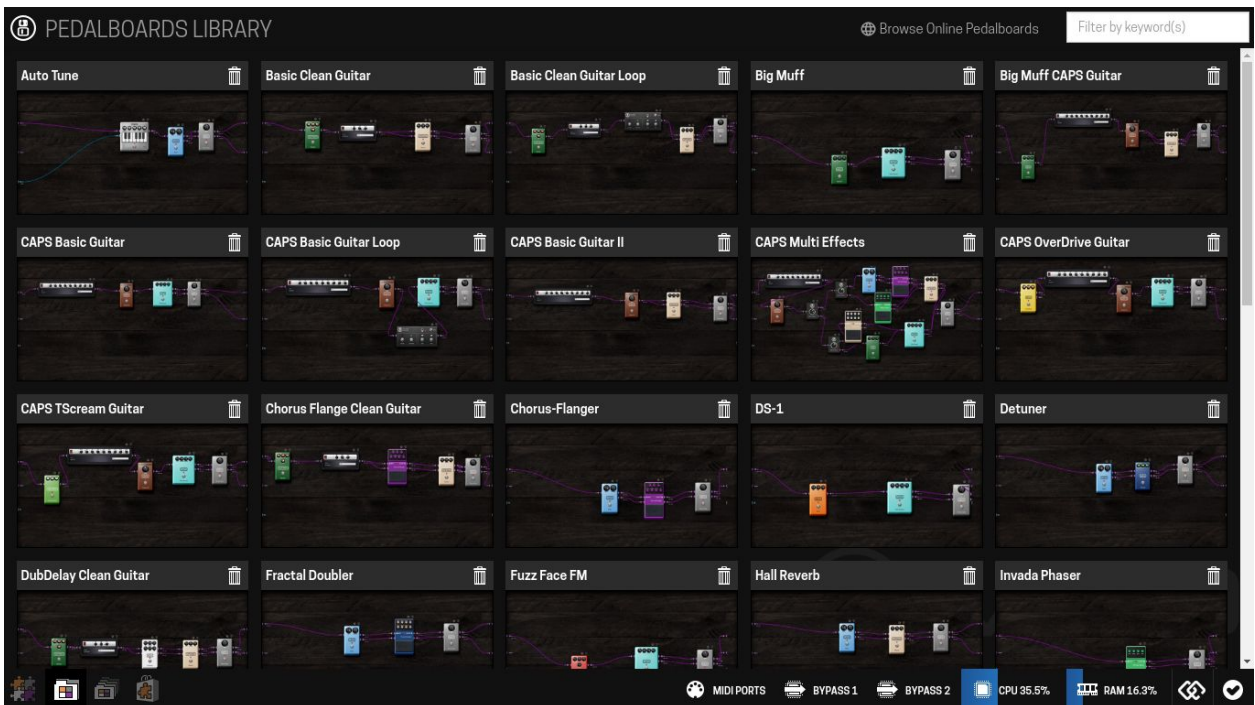 PEDALBOARDS LIBRARY
Browse Online Pedalboards
Filter by keyword(s)
Auto Tune
Basic Clean Guitar
Basic Clean Guitar Loop
Big Muff
Big Muff CAPS Guitar
CAPS Basic Guitar
CAPS Basic Guitar Loop
CAPS Basic Guitar II
CAPS Multi Effects
CAPS OverDrive Guitar
CAPS TScream Guitar
Chorus Flange Clean Guitar
Chorus-Flanger
DS-1
Detuner
DubDelay Clean Guitar
Fractal Doubler
Fuzz Face FM
Hall Reverb
Invada Phaser
MIDI PORTS
BYPASS 1
BYPASS 2
CPU 35.5%
RAM 16.3%